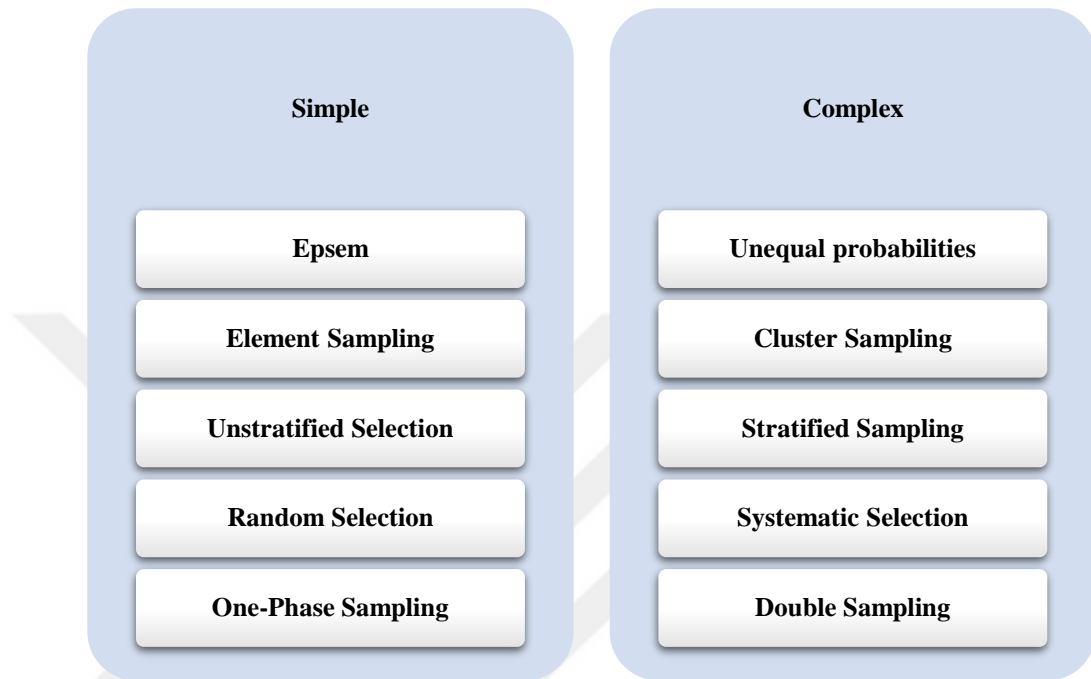 Simple
Epsem
Element Sampling
Unstratified Selection
Random Selection
One-Phase Sampling
Complex
Unequal probabilities
Cluster Sampling
Stratified Sampling
Systematic Selection
Double Sampling